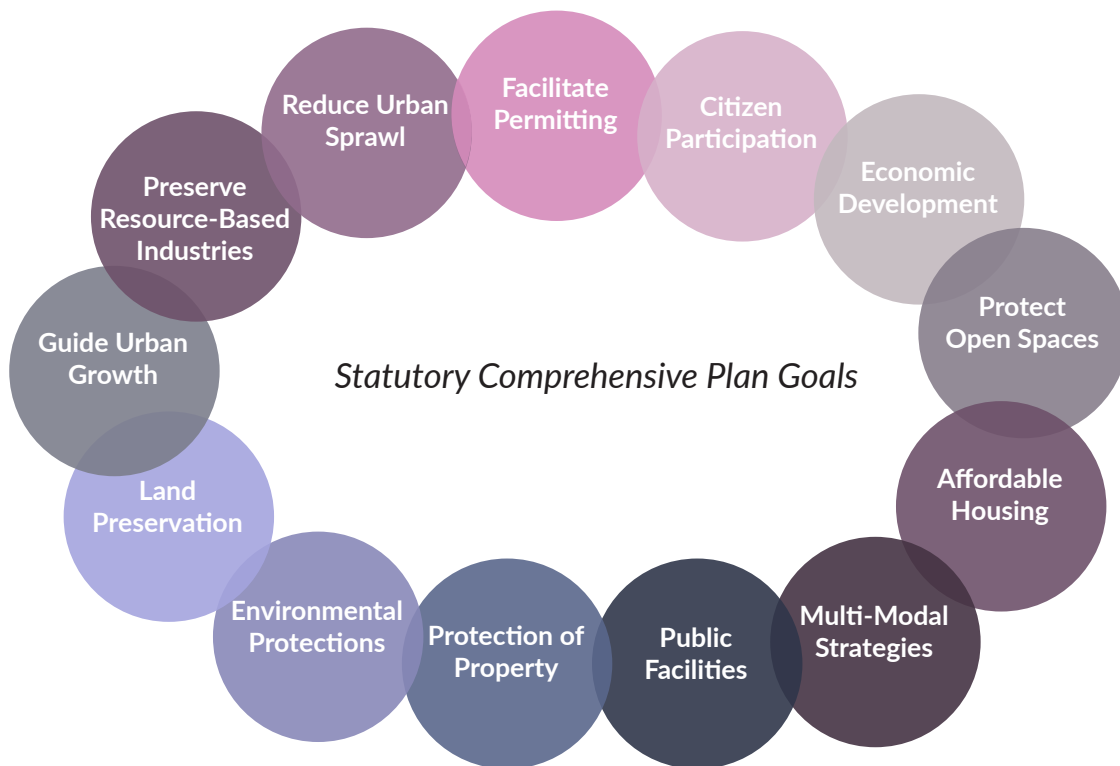 Facilitate
Permitting
Citizen
Participation
Economic
Development
Protect
Open Spaces
Affordable
Housing
Multi-Modal
Strategies
Public
Facilities
Protection of
Property
Environmental
Protections
Land
Preservation
Guide Urban
Growth
Preserve
Resource-Based
Industries
Reduce Urban
Sprawl
Statutory Comprehensive Plan Goals